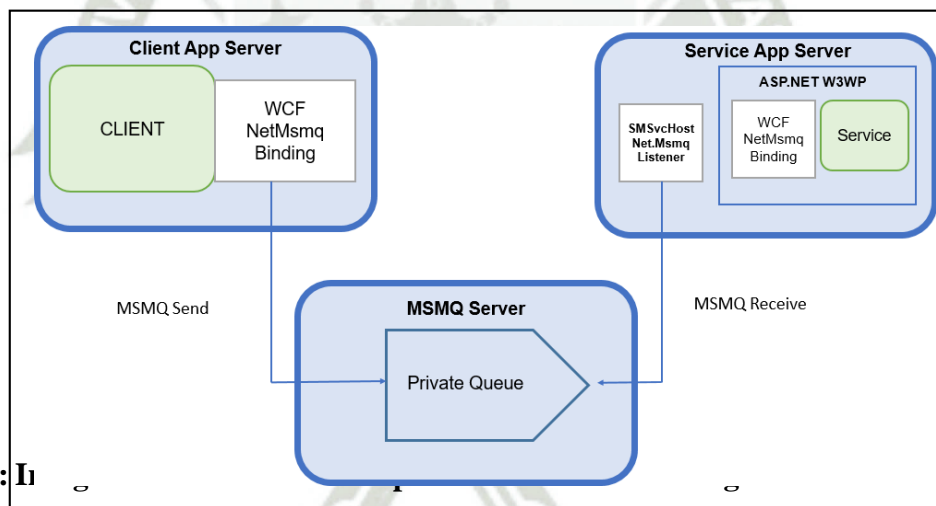 Client App Server
CLIENT
WCF
NetMsmq
Binding
Service App Server
ASP.NET W3WP
SMSvcHost
Net.Msmq
Listener
WCF
NetMsmq
Binding
Service
MSMQ Send
MSMQ Receive
MSMQ Server
Private Queue